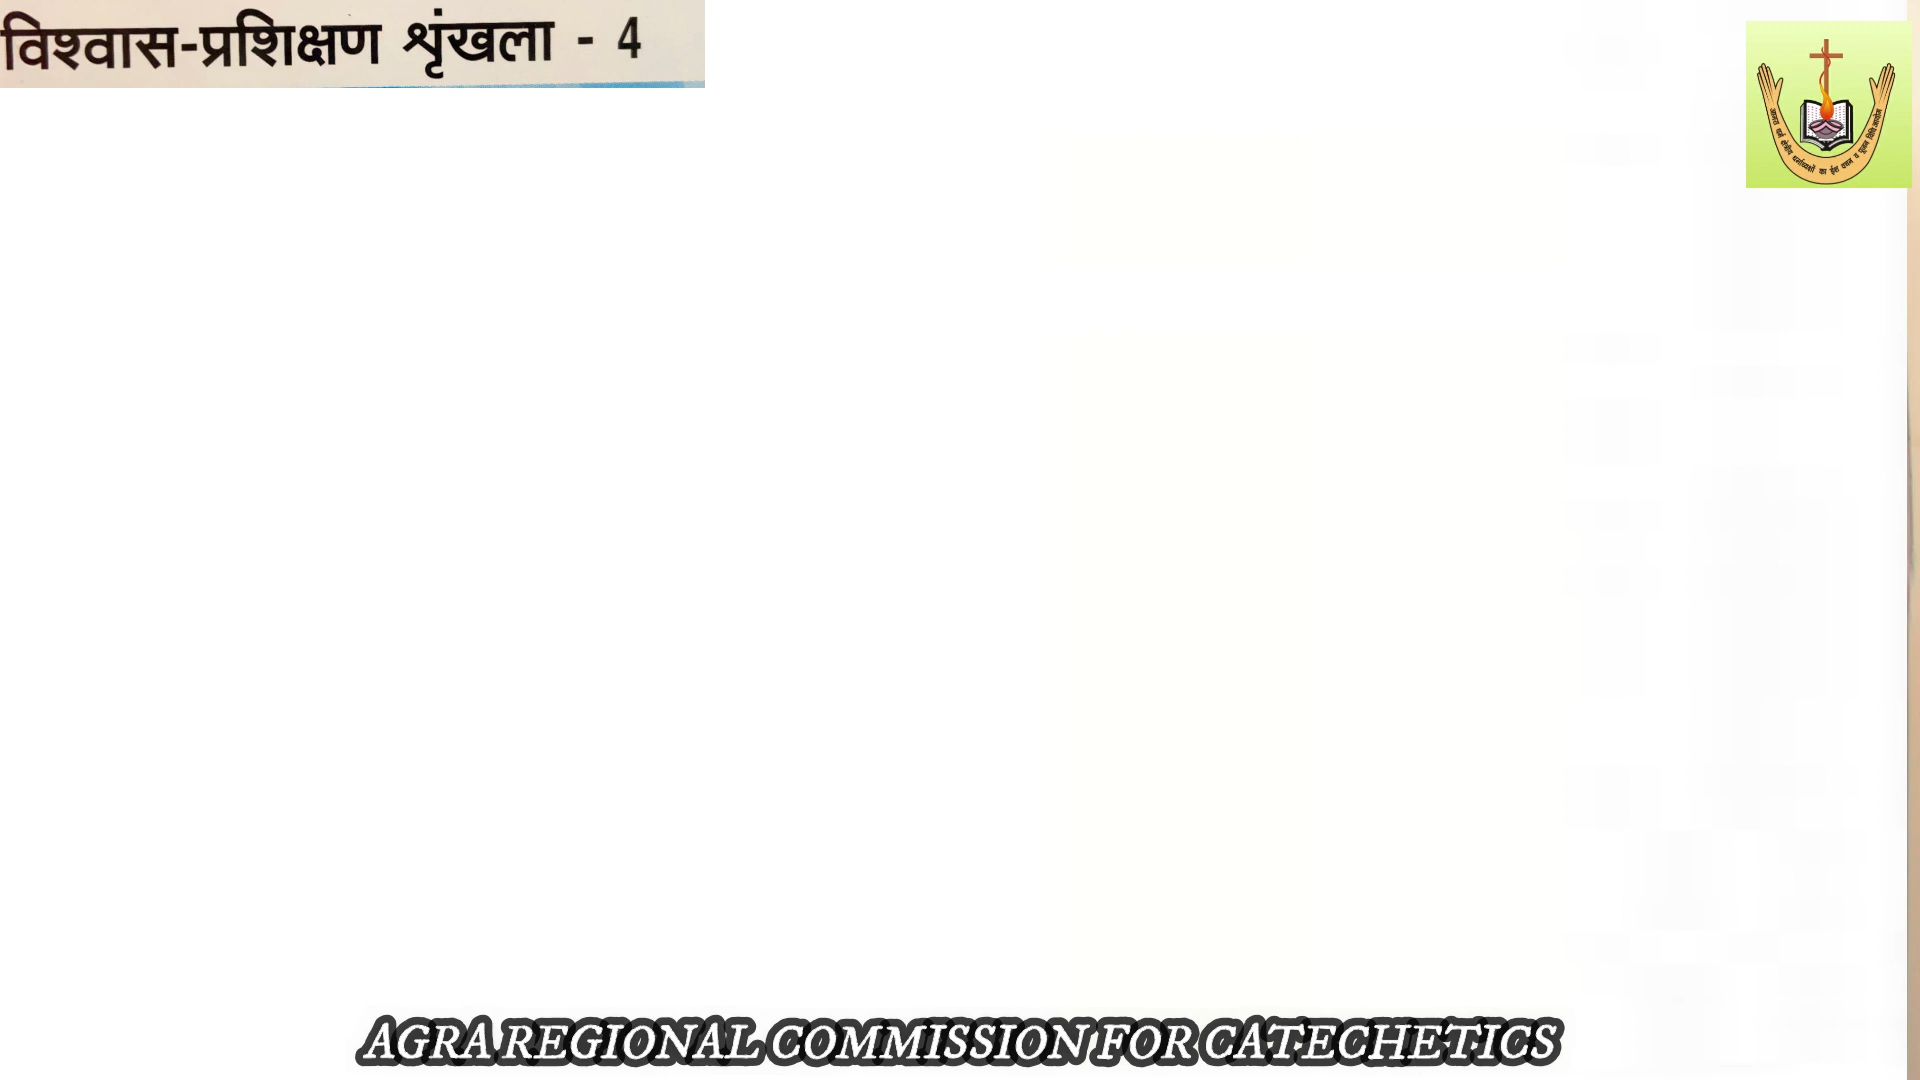 विश्वास-प्रशिक्षण श्रृंखला - 4
AGRA REGIONAL COMMISSION FOR CATECHETICS